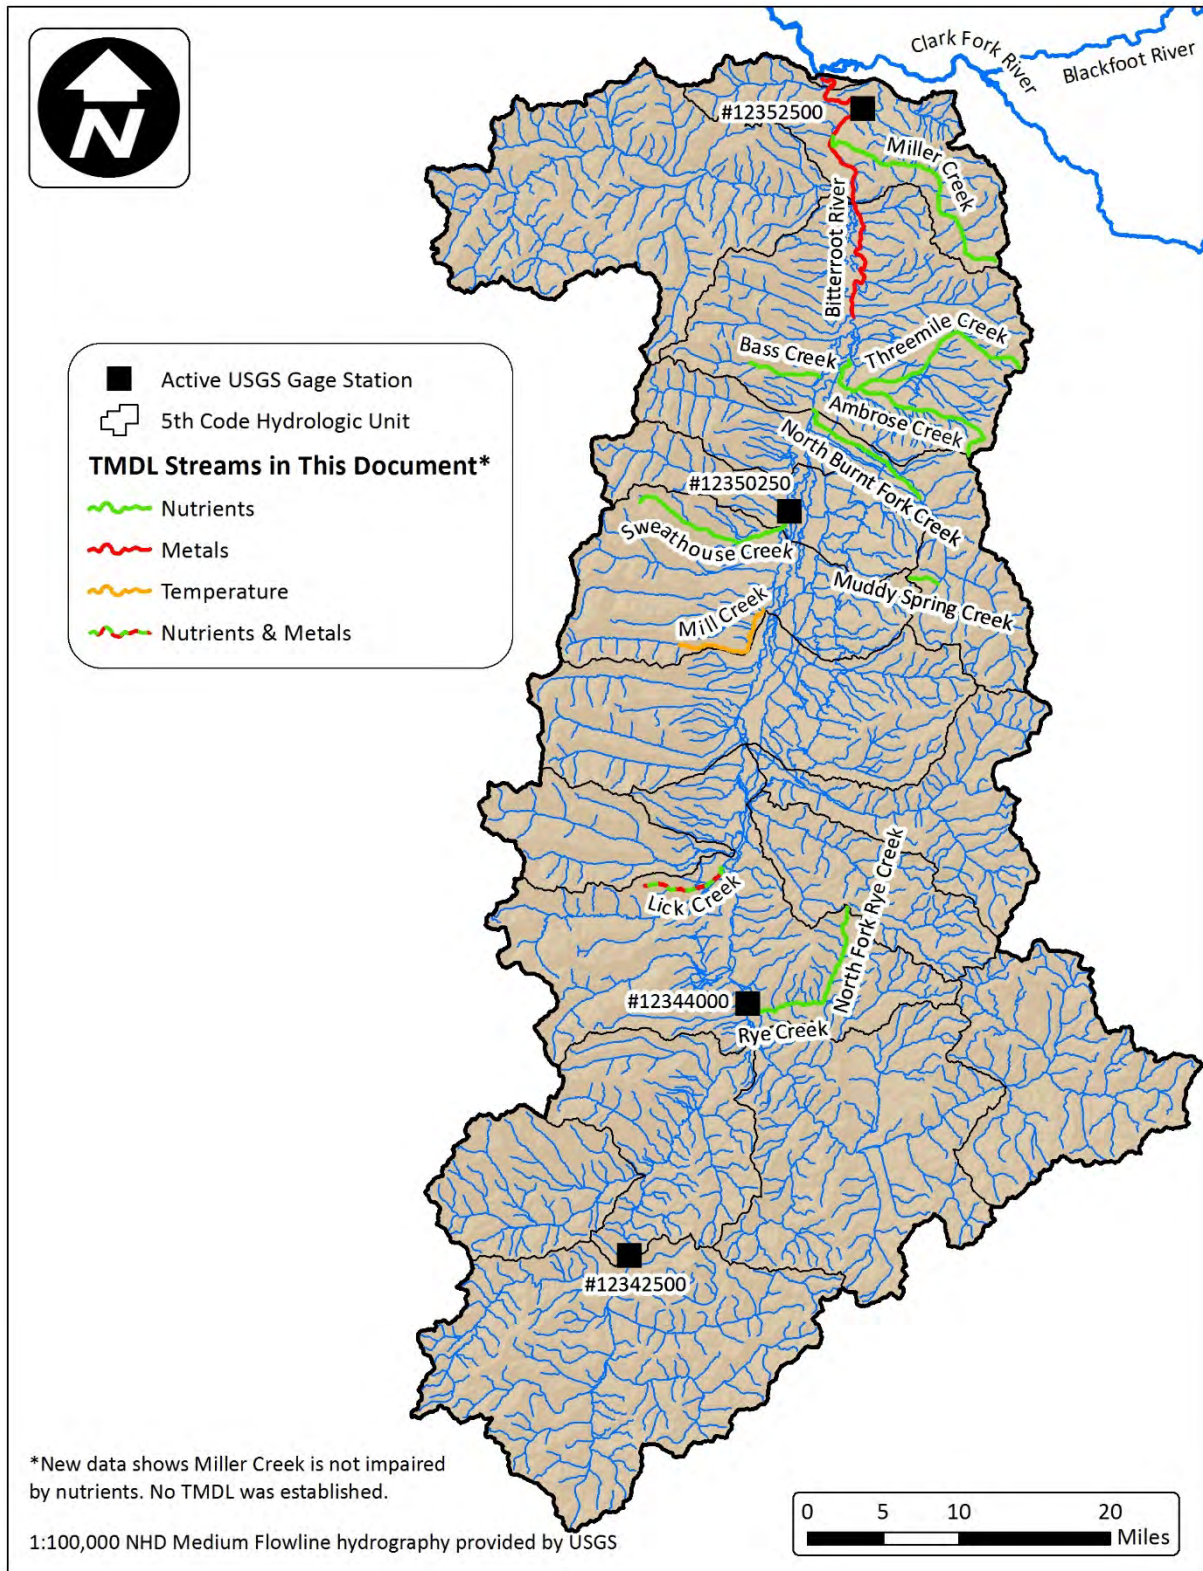 N
Clark Fork River
Blackfoot River
#12352500
Miller Creek
Bitterroot River
Threemile Creek
Bass Creek
Ambrose Creek
North Burnt Fork Creek
#12350250
Sweathouse Creek
Muddy Spring Creek
Mill Creek
Active USGS Gage Station
5th Code Hydrologic Unit
TMDL Streams in This Document*
Nutrients
Metals
Temperature
Nutrients & Metals
Lick Creek
North Fork Rye Creek
#12344000
Rye Creek
#12342500
*New data shows Miller Creek is not impaired
by nutrients. No TMDL was established.
1:100,000 NHD Medium Flowline hydrography provided by USGS
0 5 10 20
Miles